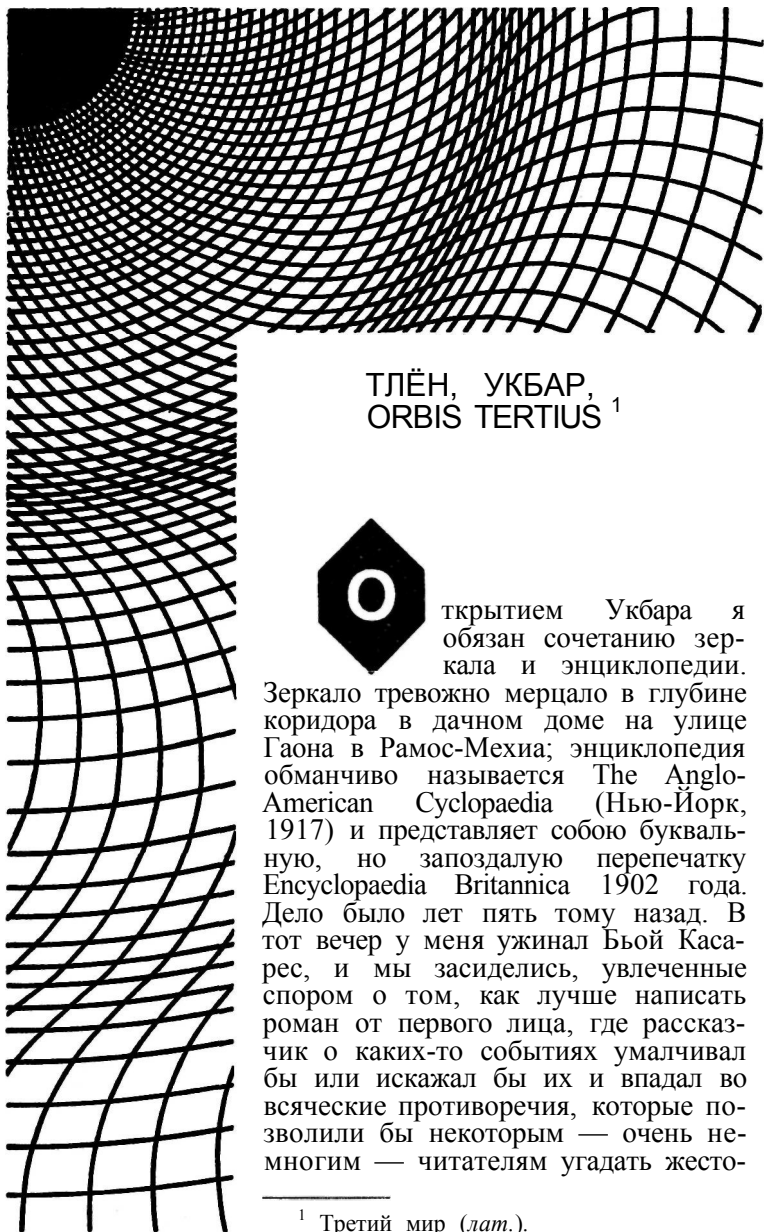 ТЛЁН, УКБАР,
ORBIS TERTIUS ¹
Открытием Укбара я
обязан сочетанию зер-
кала и энциклопедии.
Зеркало тревожно мерцало в глубине
коридора в дачном доме на улице
Гаона в Рамос-Мехиа; энциклопедия
обманчиво называется The Anglo-
American Cyclopaedia (Нью-Йорк,
1917) и представляет собою букваль-
ную, но запоздалую перепечатку
Encyclopaedia Britannica 1902 года.
Дело было лет пять тому назад. В
тот вечер у меня ужинал Бьой Каса-
рес, и мы засиделись, увлеченные
спором о том, как лучше написать
роман от первого лица, где рассказ-
чик о каких-то событиях умалчивал
бы или искажал бы их и впадал во
всяческие противоречия, которые по-
зволили бы некоторым — очень не-
многим — читателям угадать жесто-
¹ Третий мир (лат.).